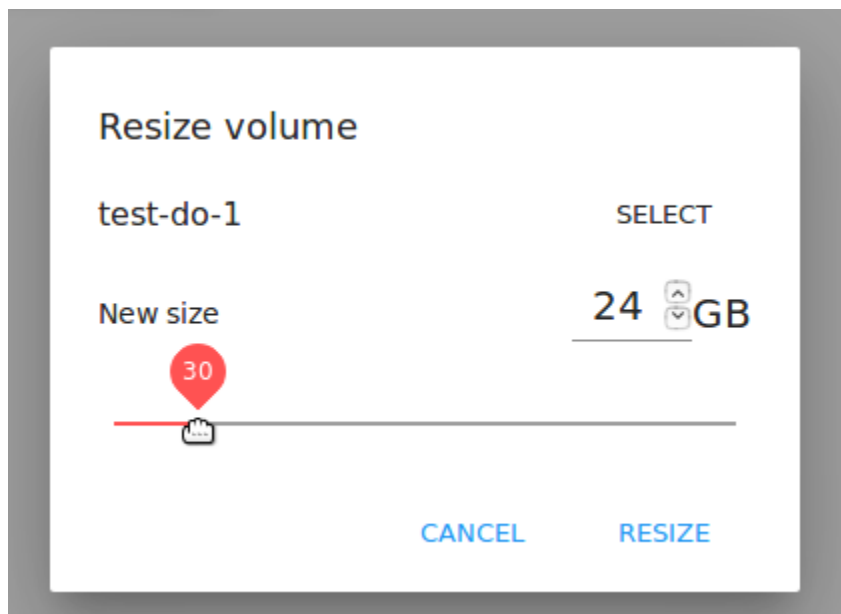 Resize volume
test-do-1 SELECT
New size 24 GB
30
CANCEL RESIZE